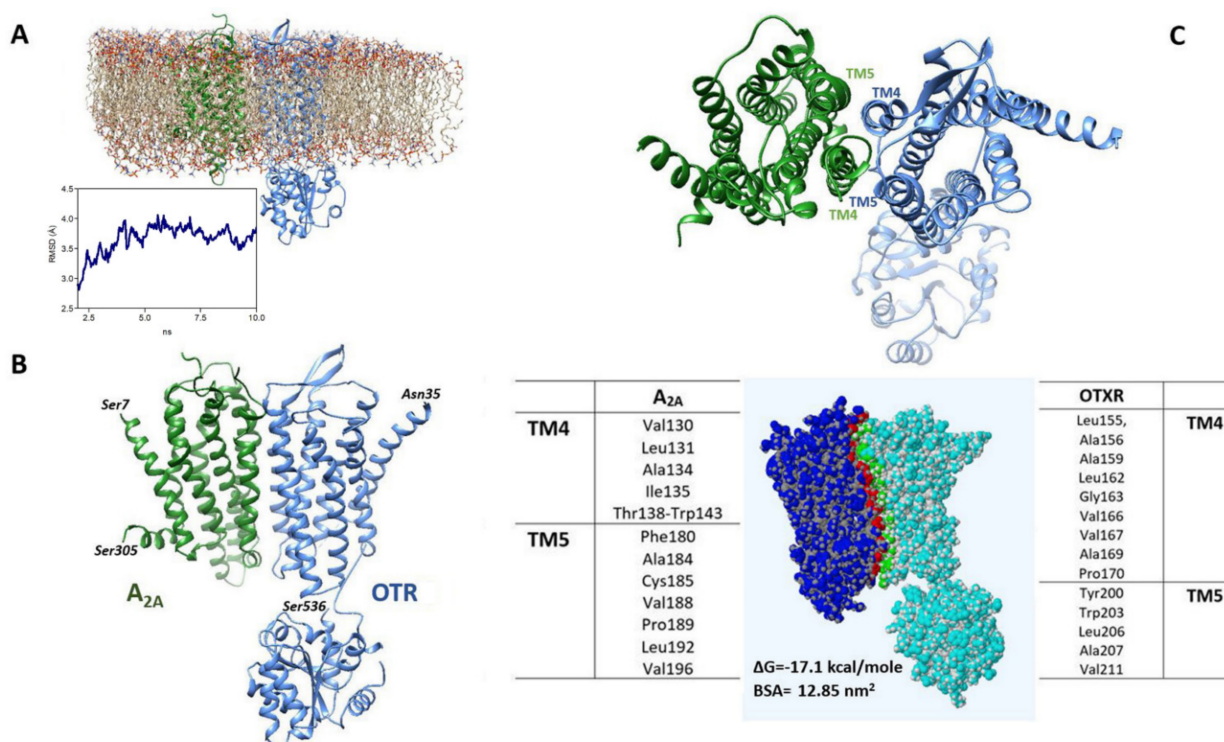 A
4.5
4.0
3.5
3.0
2.5
RMSD (Å)
2.5
5.0
7.5
10.0
ns
C
TM5
TM4
TM5
TM4
B
Ser7
Asn35
Ser305
A2A
OTR
Ser536
A2A
TM4
Val130
Leu131
Ala134
Ile135
Thr138-Trp143
TM5
Phe180
Ala184
Cys185
Val188
Pro189
Leu192
Val196
ΔG=-17.1 kcal/mole
BSA= 12.85 nm²
OTXR
Leu155,
TM4
Ala156
Ala159
Leu162
Gly163
Val166
Val167
Ala169
Pro170
Tyr200
TM5
Trp203
Leu206
Ala207
Val211